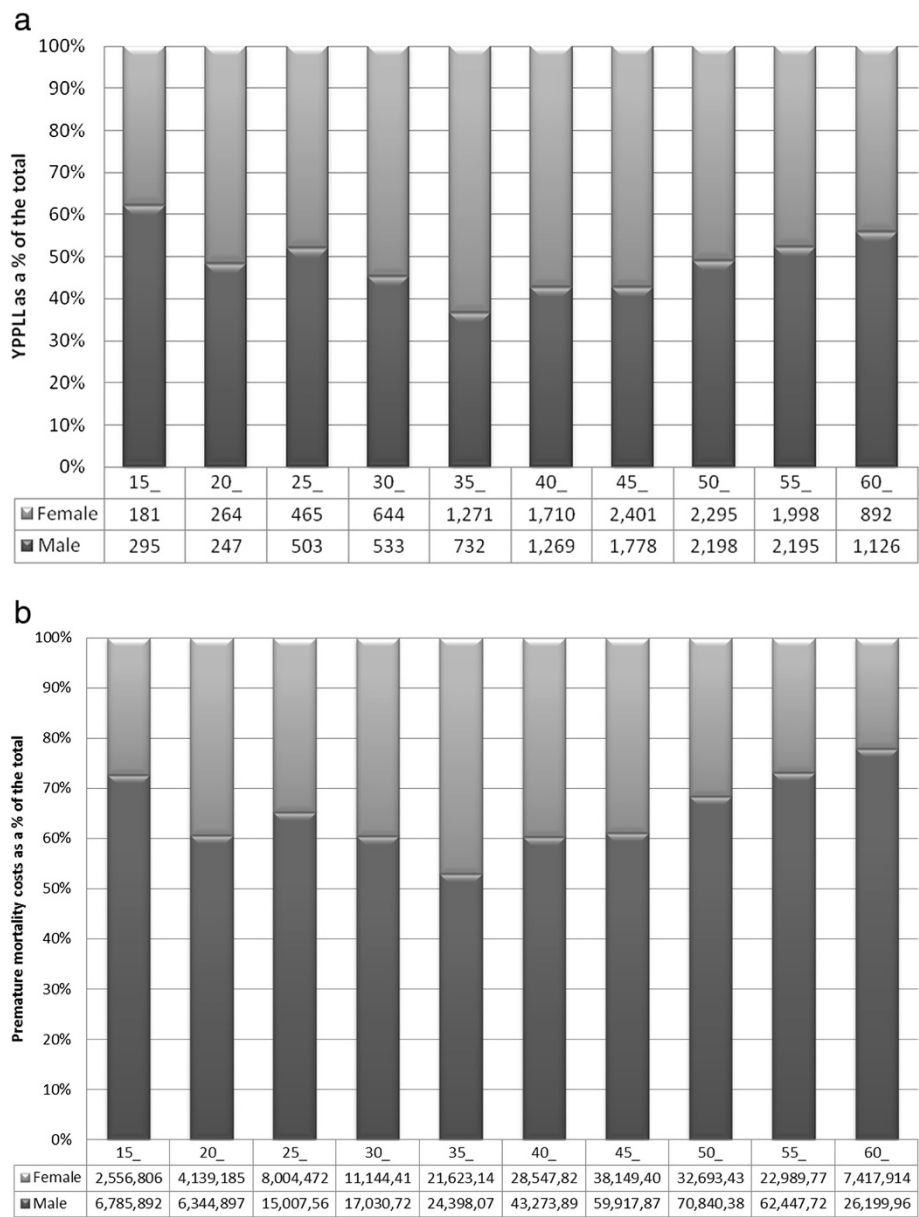 a
100%
90%
80%
70%
60%
50%
40%
30%
20%
10%
0%
YPPLL as a % of the total
15_ 20_ 25_ 30_ 35_ 40_ 45_ 50_ 55_ 60_
Female 181 264 465 644 1,271 1,710 2,401 2,295 1,998 892
Male 295 247 503 533 732 1,269 1,778 2,198 2,195 1,126
b
100%
90%
80%
70%
60%
50%
40%
30%
20%
10%
0%
Premature mortality costs as a % of the total
15_ 20_ 25_ 30_ 35_ 40_ 45_ 50_ 55_ 60_
Female 2,556,806 4,139,185 8,004,472 11,144,41 21,623,14 28,547,82 38,149,40 32,693,43 22,989,77 7,417,914
Male 6,785,892 6,344,897 15,007,56 17,030,72 24,398,07 43,273,89 59,917,87 70,840,38 62,447,72 26,199,96